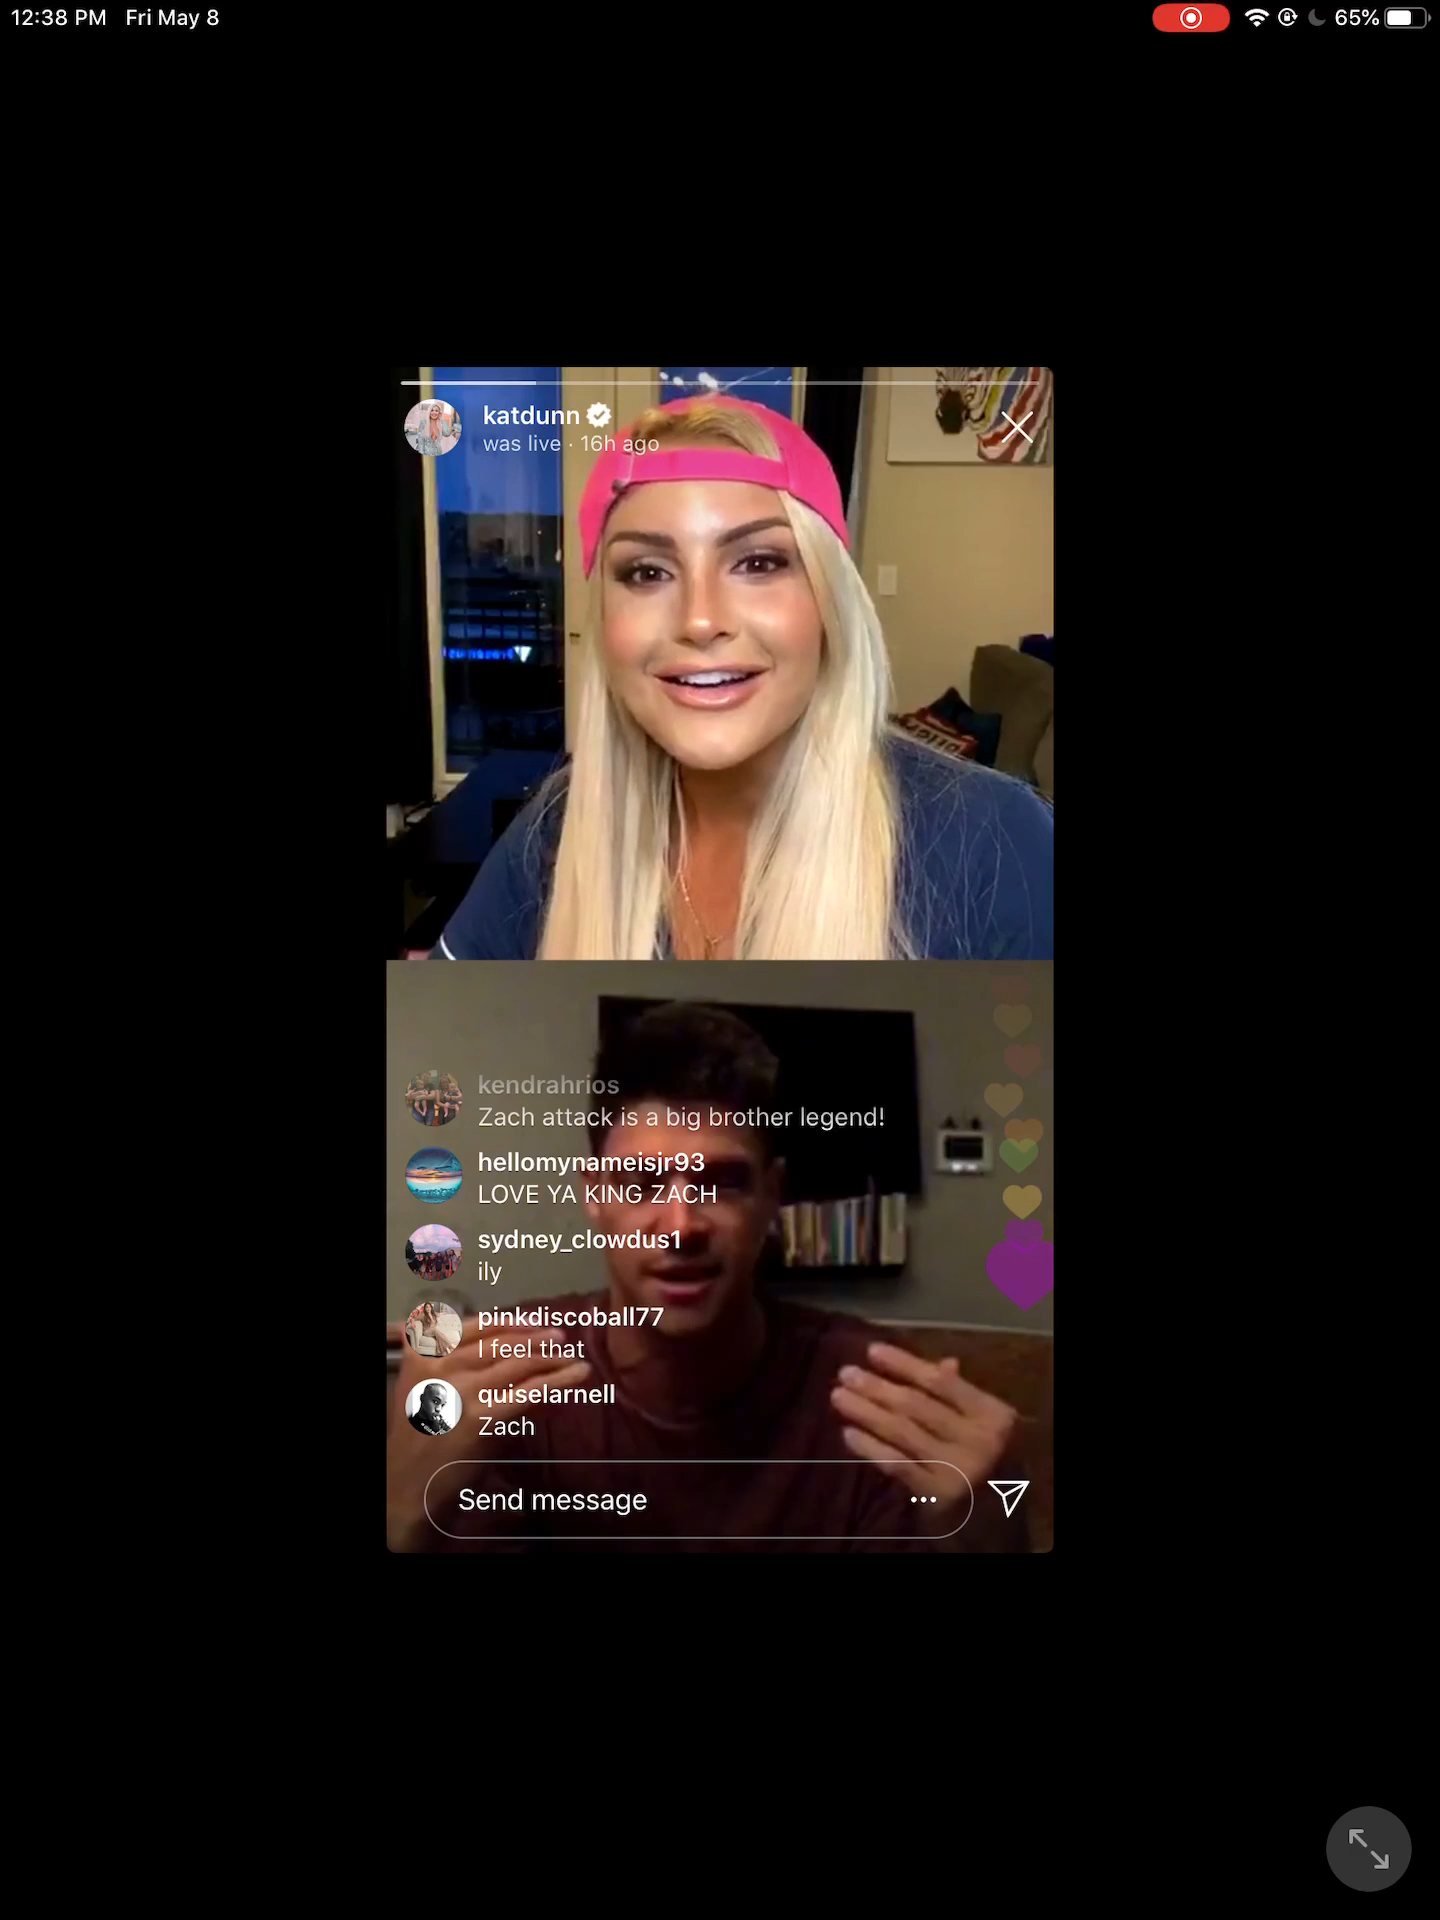 12:38 PM Fri May 8
65%
katdunn
was live · 16h ago
kendrahrios
Zach attack is a big brother legend!
hellomynameisjr93
LOVE YA KING ZACH
sydney_clowdus1
ily
pinkdiscoball77
I feel that
quiselarnell
Zach
Send message